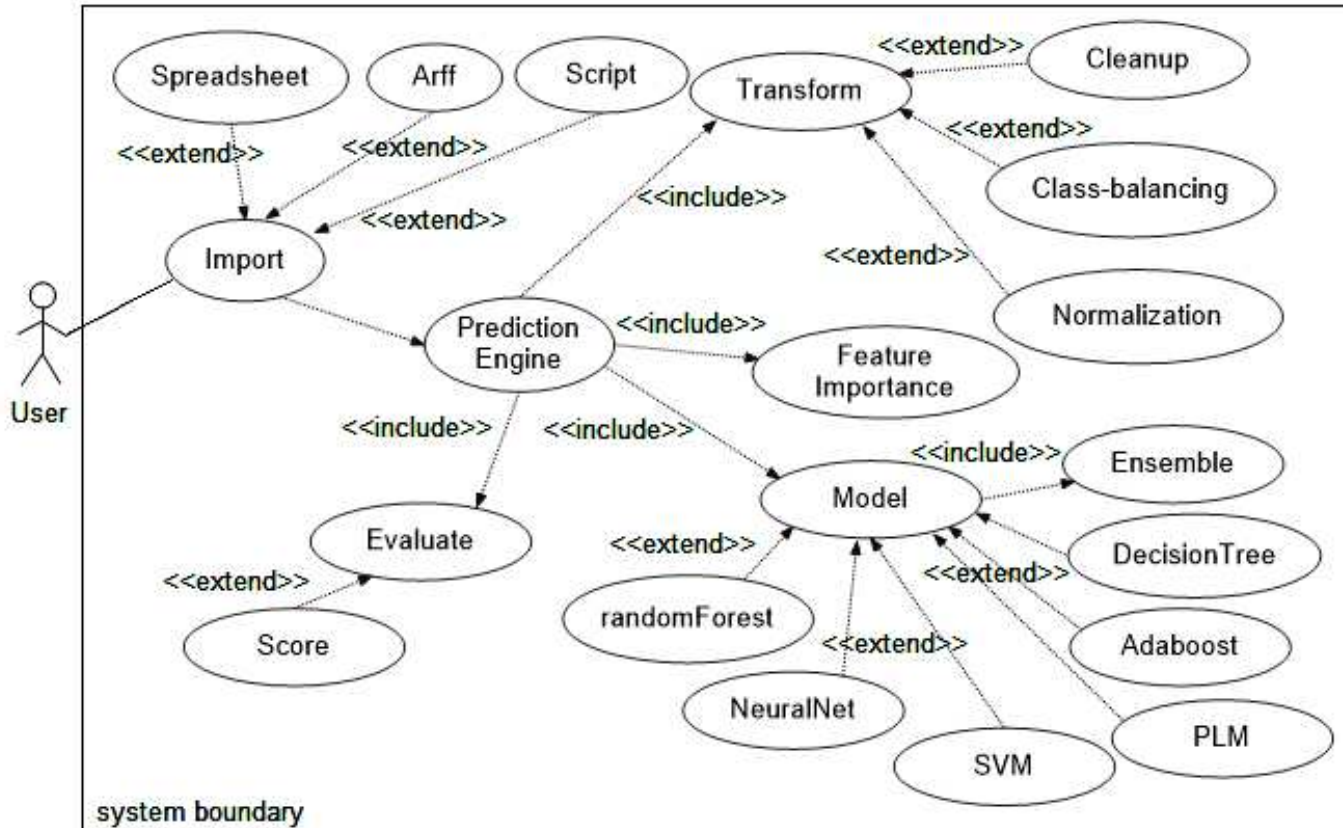 Spreadsheet
Arff
Script
<<extend>>
Transform
Cleanup
<<extend>>
<<extend>>
<<extend>>
Class-balancing
<<extend>>
<<include>>
Import
<<extend>>
Normalization
Prediction
Engine
<<include>>
Feature
Importance
User
<<include>>
<<include>>
<<include>>
Ensemble
Model
Evaluate
<<extend>>
DecisionTree
<<extend>>
<<extend>>
randomForest
Score
<<extend>>
Adaboost
NeuralNet
PLM
SVM
system boundary